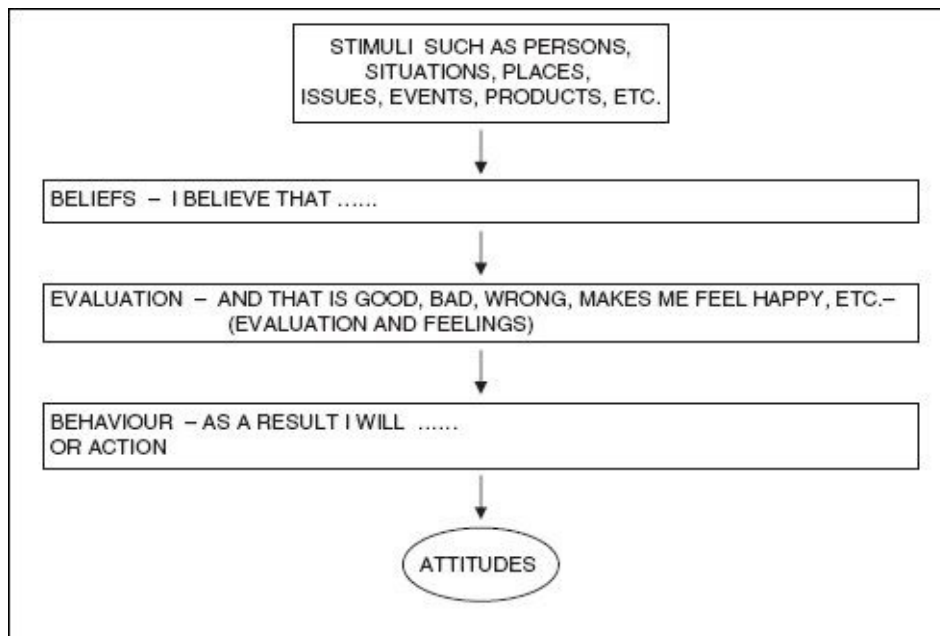 STIMULI SUCH AS PERSONS,
SITUATIONS, PLACES,
ISSUES, EVENTS, PRODUCTS, ETC.
BELIEFS – I BELIEVE THAT ......
EVALUATION – AND THAT IS GOOD, BAD, WRONG, MAKES ME FEEL HAPPY, ETC.–
(EVALUATION AND FEELINGS)
BEHAVIOUR – AS A RESULT I WILL ......
OR ACTION
ATTITUDES